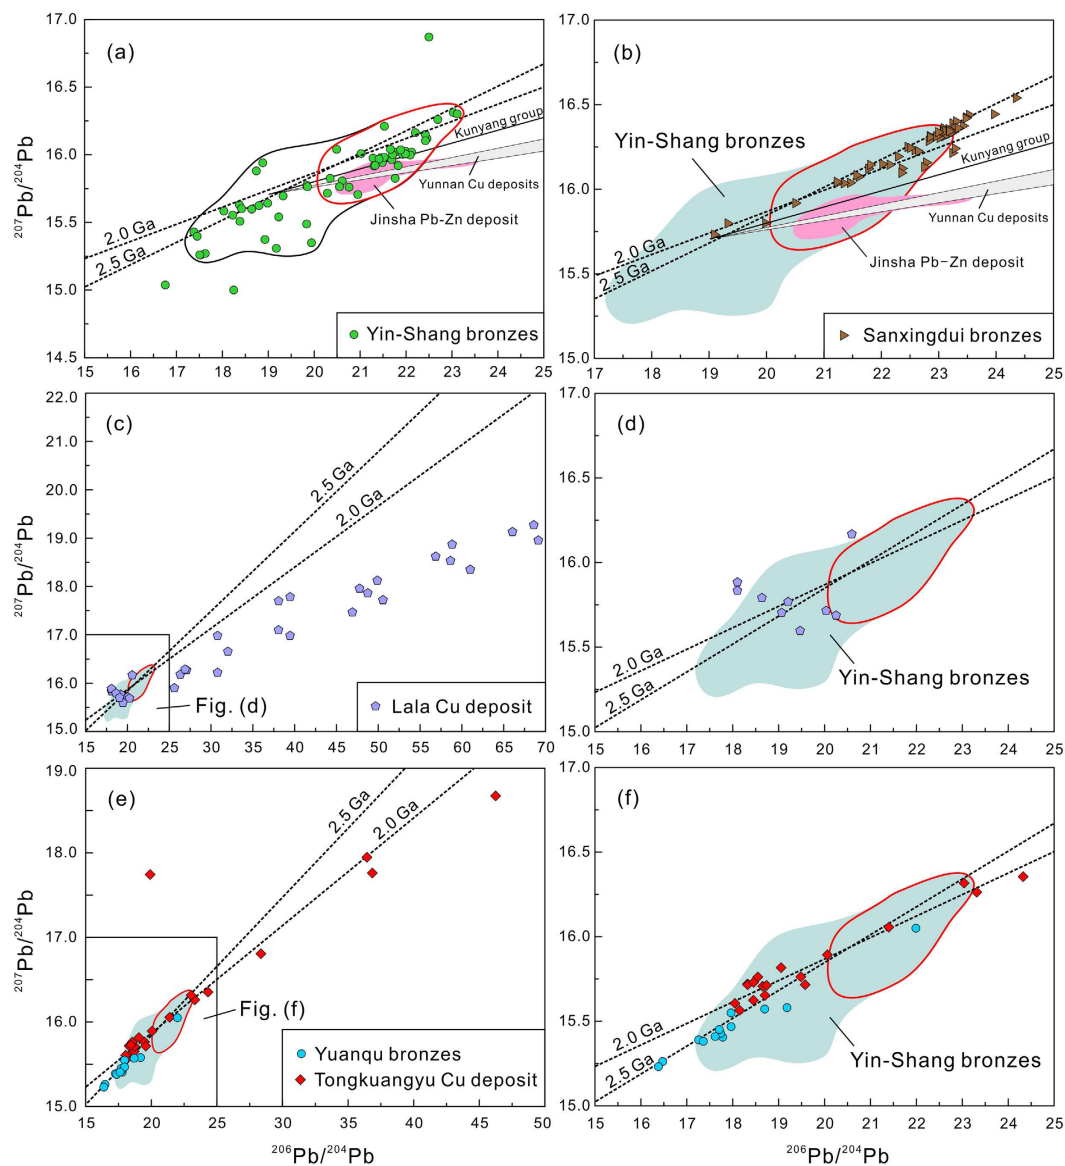 17.0
16.5
16.0
15.5
15.0
14.5
²⁰⁷Pb/²⁰⁴Pb
(a)
Kunyang group
Yunnan Cu deposits
Jinsha Pb-Zn deposit
2.0 Ga
2.5 Ga
Yin-Shang bronzes
15 16 17 18 19 20 21 22 23 24 25
17.0
16.5
16.0
15.5
15.0
(b)
Yin-Shang bronzes
Kunyang group
Yunnan Cu deposits
Jinsha Pb-Zn deposit
2.0 Ga
2.5 Ga
Sanxingdui bronzes
17 18 19 20 21 22 23 24 25
22.0
21.0
20.0
19.0
18.0
17.0
16.0
15.0
²⁰⁷Pb/²⁰⁴Pb
(c)
2.5 Ga
2.0 Ga
Fig. (d)
Lala Cu deposit
15 20 25 30 35 40 45 50 55 60 65 70
17.0
16.5
16.0
15.5
15.0
(d)
2.0 Ga
2.5 Ga
Yin-Shang bronzes
15 16 17 18 19 20 21 22 23 24 25
19.0
18.0
17.0
16.0
15.0
²⁰⁷Pb/²⁰⁴Pb
(e)
2.5 Ga
2.0 Ga
Fig. (f)
Yuanqu bronzes
Tongkuangyu Cu deposit
15 20 25 30 35 40 45 50
²⁰⁶Pb/²⁰⁴Pb
17.0
16.5
16.0
15.5
15.0
(f)
2.0 Ga
2.5 Ga
Yin-Shang bronzes
15 16 17 18 19 20 21 22 23 24 25
²⁰⁶Pb/²⁰⁴Pb